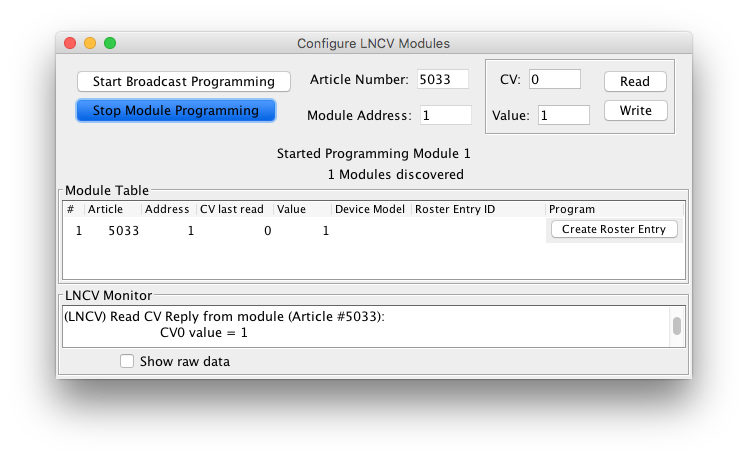 Configure LNCV Modules
Start Broadcast Programming Article Number: 5033 CV: 0 Read
Stop Module Programming Module Address: 1 Value: 1 Write
Started Programming Module 1
1 Modules discovered
Module Table
# Article Address CV last read Value Device Model Roster Entry ID Program
1 5033 1 0 1 Create Roster Entry
LNCV Monitor
(LNCV) Read CV Reply from module (Article #5033):
CV0 value = 1
Show raw data